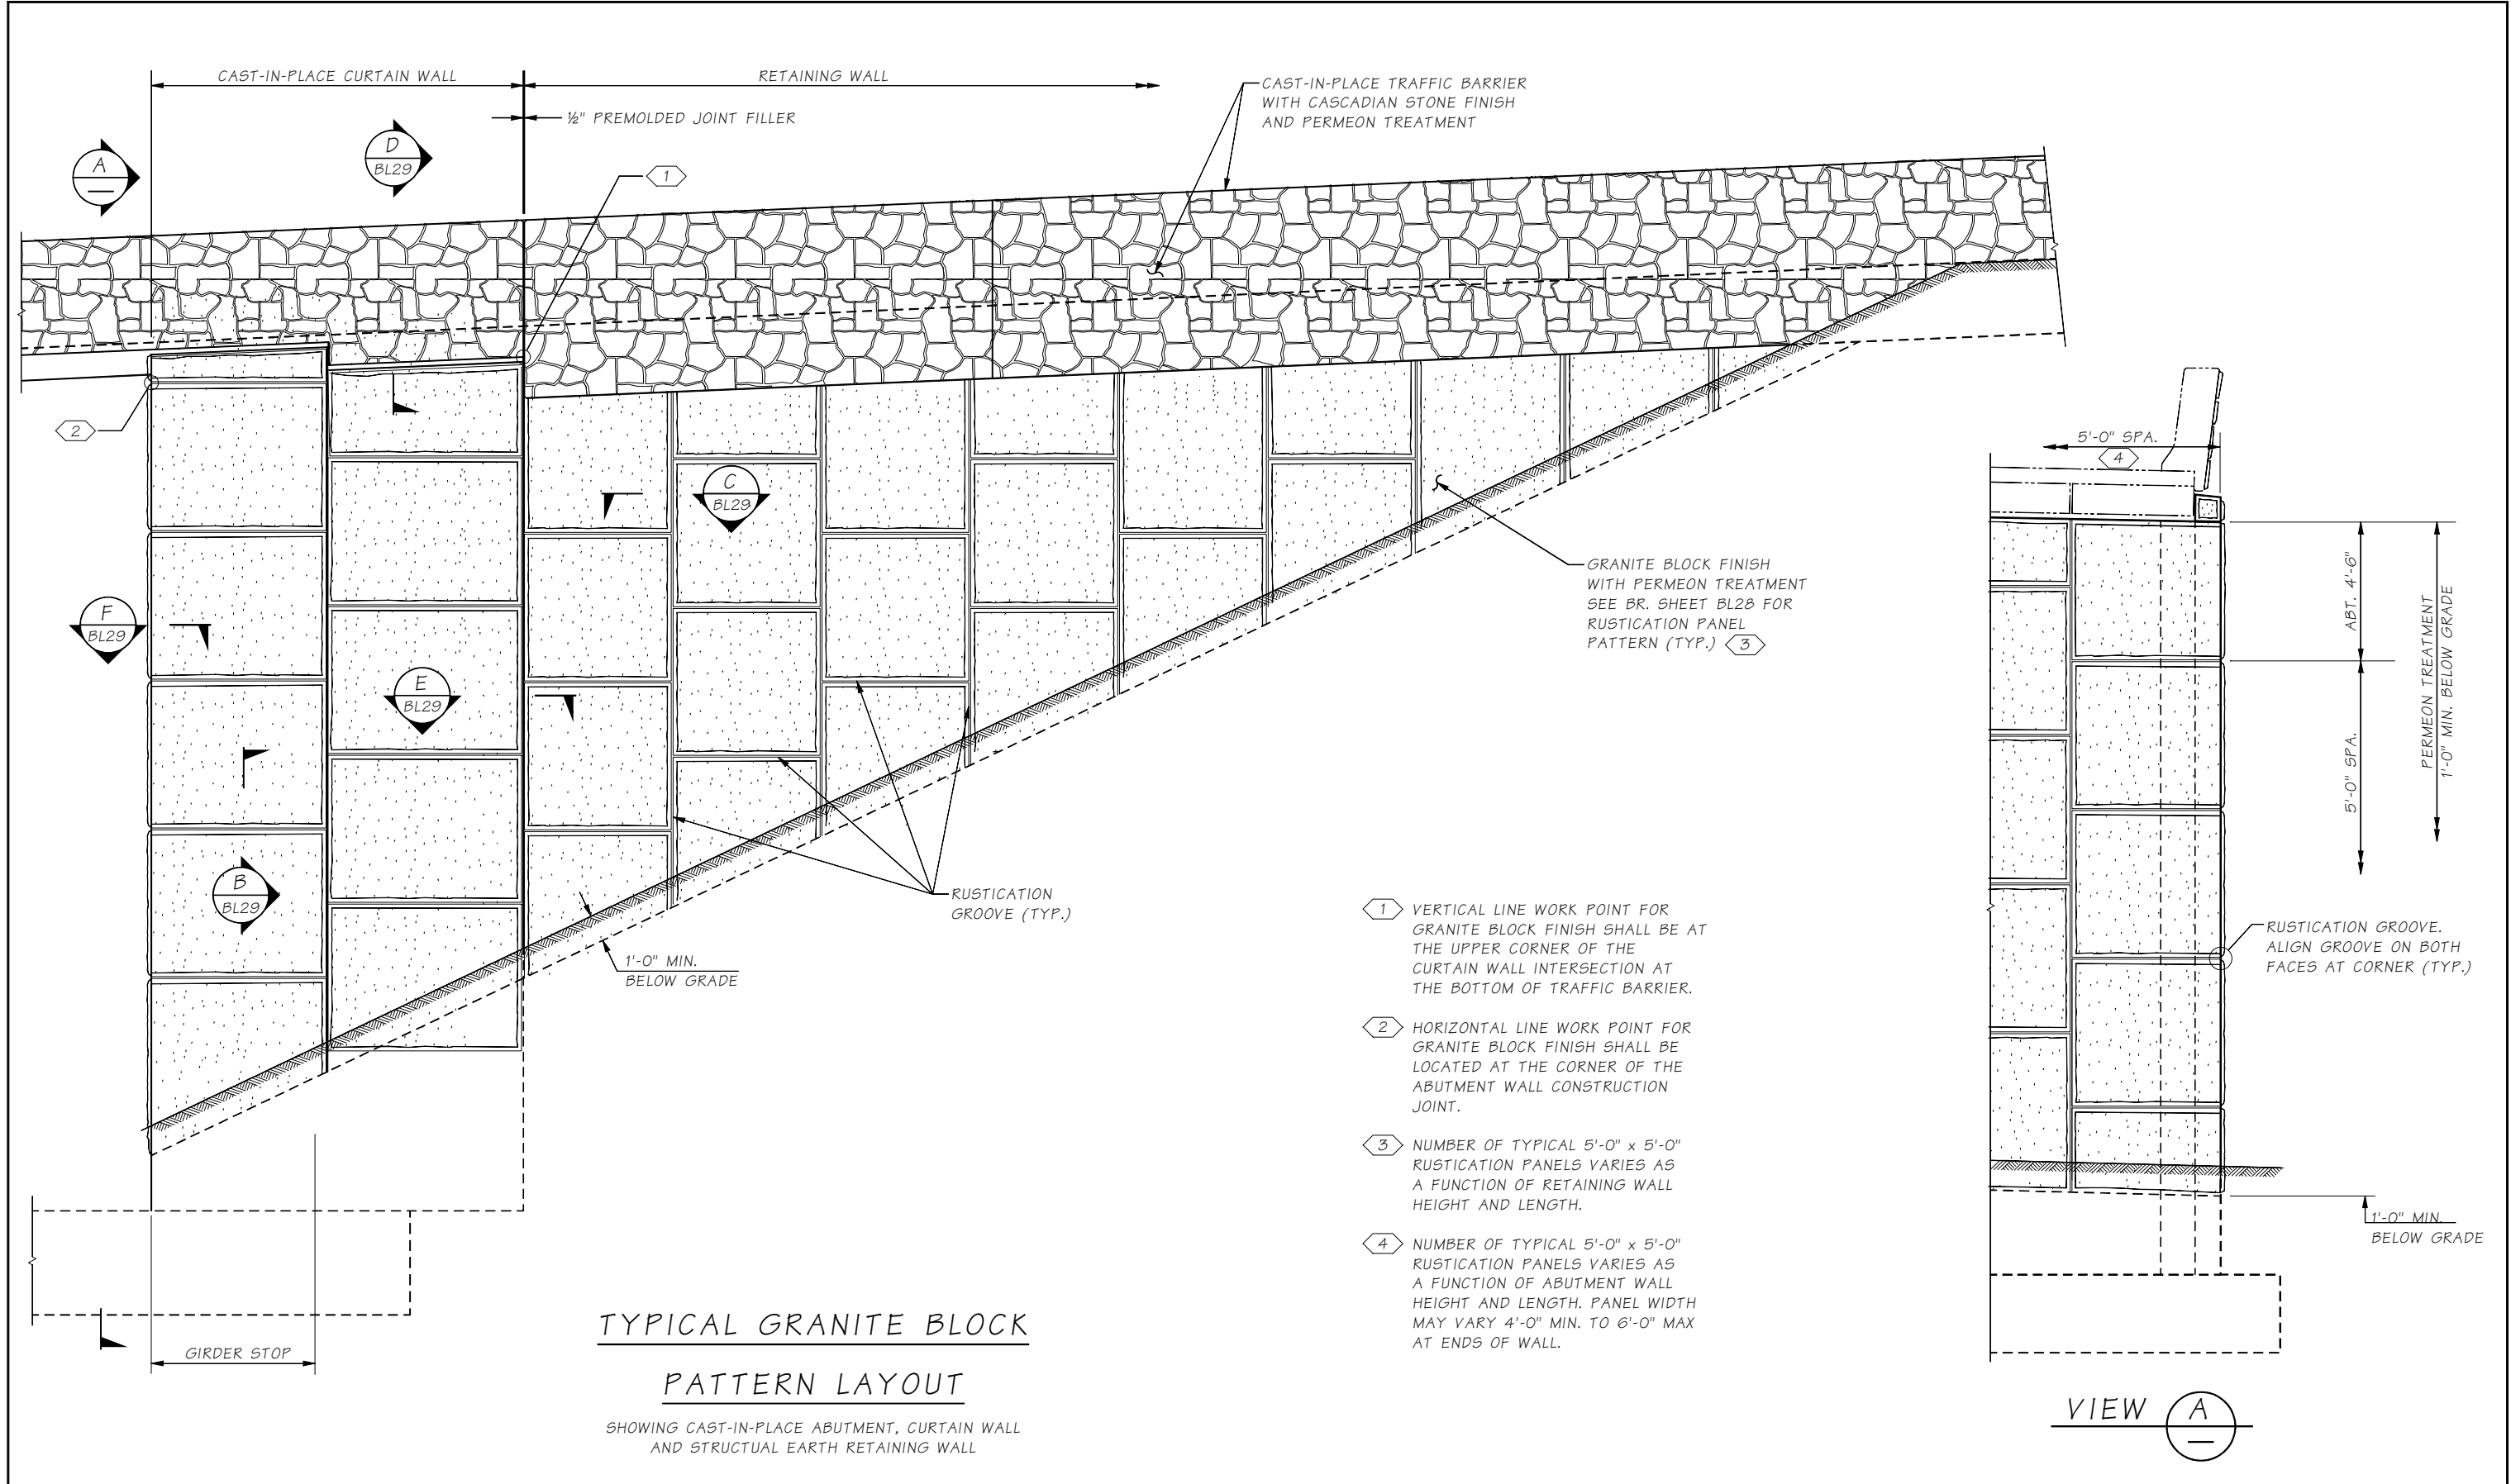 CAST-IN-PLACE CURTAIN WALL
RETAINING WALL
½" PREMOLDED JOINT FILLER
CAST-IN-PLACE TRAFFIC BARRIER
WITH CASCADIAN STONE FINISH
AND PERMEON TREATMENT
A
D
BL29
1
2
C
BL29
F
BL29
E
BL29
B
BL29
GRANITE BLOCK FINISH
WITH PERMEON TREATMENT
SEE BR. SHEET BL28 FOR
RUSTICATION PANEL
PATTERN (TYP.) 3
RUSTICATION
GROOVE (TYP.)
1'-0" MIN.
BELOW GRADE
GIRDER STOP
TYPICAL GRANITE BLOCK
PATTERN LAYOUT
SHOWING CAST-IN-PLACE ABUTMENT, CURTAIN WALL
AND STRUCTUAL EARTH RETAINING WALL
1 VERTICAL LINE WORK POINT FOR
GRANITE BLOCK FINISH SHALL BE AT
THE UPPER CORNER OF THE
CURTAIN WALL INTERSECTION AT
THE BOTTOM OF TRAFFIC BARRIER.
2 HORIZONTAL LINE WORK POINT FOR
GRANITE BLOCK FINISH SHALL BE
LOCATED AT THE CORNER OF THE
ABUTMENT WALL CONSTRUCTION
JOINT.
3 NUMBER OF TYPICAL 5'-0" x 5'-0"
RUSTICATION PANELS VARIES AS
A FUNCTION OF RETAINING WALL
HEIGHT AND LENGTH.
4 NUMBER OF TYPICAL 5'-0" x 5'-0"
RUSTICATION PANELS VARIES AS
A FUNCTION OF ABUTMENT WALL
HEIGHT AND LENGTH. PANEL WIDTH
MAY VARY 4'-0" MIN. TO 6'-0" MAX
AT ENDS OF WALL.
5'-0" SPA.
4
ABT. 4'-6"
5'-0" SPA.
PERMEON TREATMENT
1'-0" MIN. BELOW GRADE
RUSTICATION GROOVE.
ALIGN GROOVE ON BOTH
FACES AT CORNER (TYP.)
1'-0" MIN.
BELOW GRADE
VIEW A